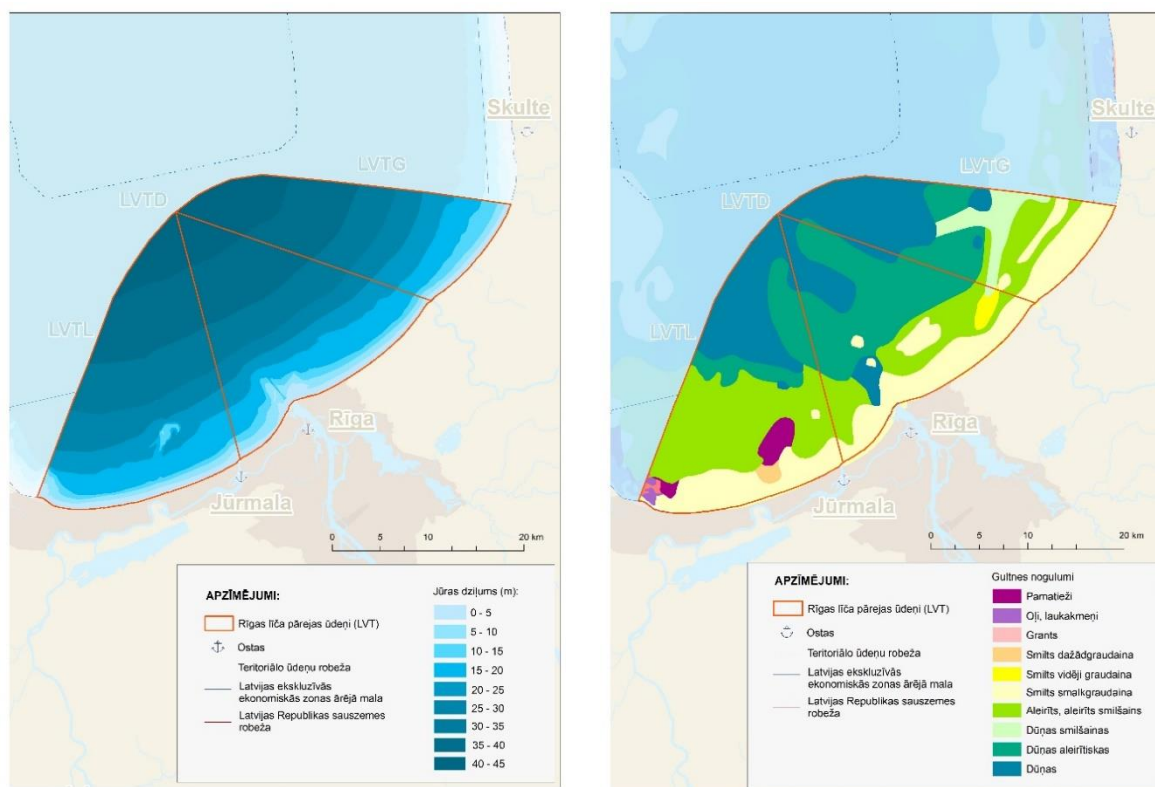 Skulte
LVTG
LVTD
LVTL
Rīga
Jūrmala
0 5 10 20 km
APZĪMĒJUMI:
Rīgas līča pārejas ūdeņi (LVT)
Ostas
Teritoriālo ūdeņu robeža
Latvijas ekskluzīvās
ekonomiskās zonas ārējā mala
Latvijas Republikas sauszemes
robeža
Jūras dziļums (m):
0 - 5
5 - 10
10 - 15
15 - 20
20 - 25
25 - 30
30 - 35
35 - 40
40 - 45
Skulte
LVTG
LVTD
LVTL
Rīga
Jūrmala
0 5 10 20 km
APZĪMĒJUMI:
Rīgas līča pārejas ūdeņi (LVT)
Ostas
Teritoriālo ūdeņu robeža
Latvijas ekskluzīvās
ekonomiskās zonas ārējā mala
Latvijas Republikas sauszemes
robeža
Gultnes nogulumi
Pamatieži
Oļi, laukakmeņi
Grants
Smilts dažādgraudaina
Smilts vidēji graudaina
Smilts smalkgraudaina
Aleirīts, aleirīts smilšains
Dūņas smilšainas
Dūņas aleirītiskas
Dūņas